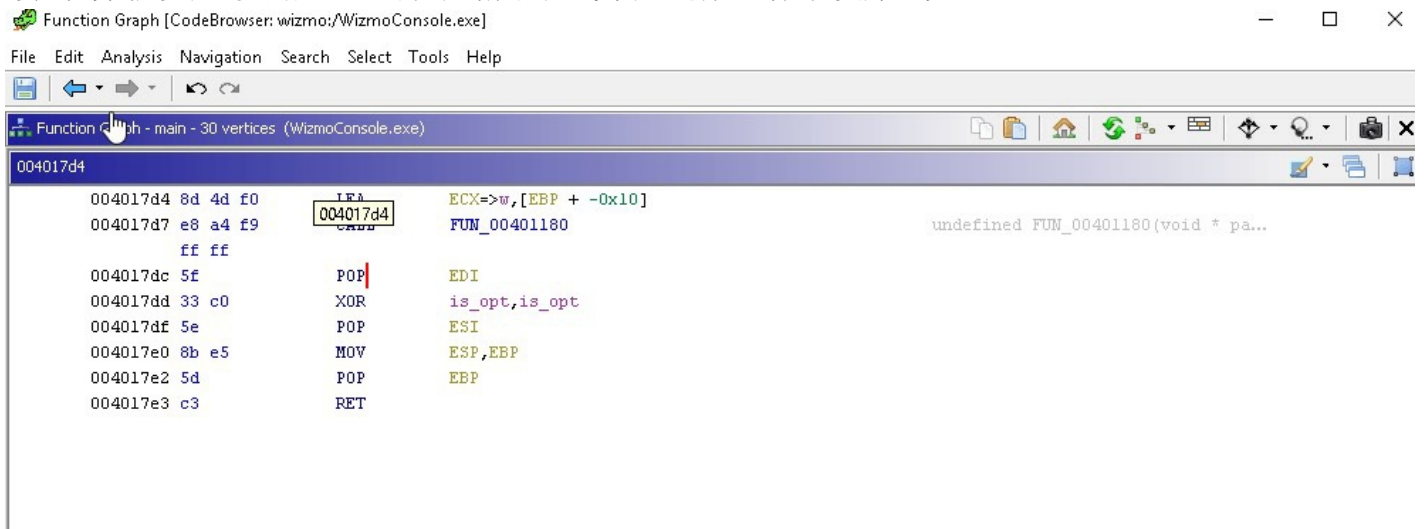 Function Graph [CodeBrowser: wizmo:/WizmoConsole.exe]
File Edit Analysis Navigation Search Select Tools Help
Function - main - 30 vertices (WizmoConsole.exe)
004017d4
004017d4 8d 4d f0 LEA ECX=>w,[EBP + -0x10]
004017d4
004017d7 e8 a4 f9 CALL FUN_00401180 undefined FUN_00401180(void * pa...
ff ff
004017dc 5f POP EDI
004017dd 33 c0 XOR is_opt,is_opt
004017df 5e POP ESI
004017e0 8b e5 MOV ESP,EBP
004017e2 5d POP EBP
004017e3 c3 RET